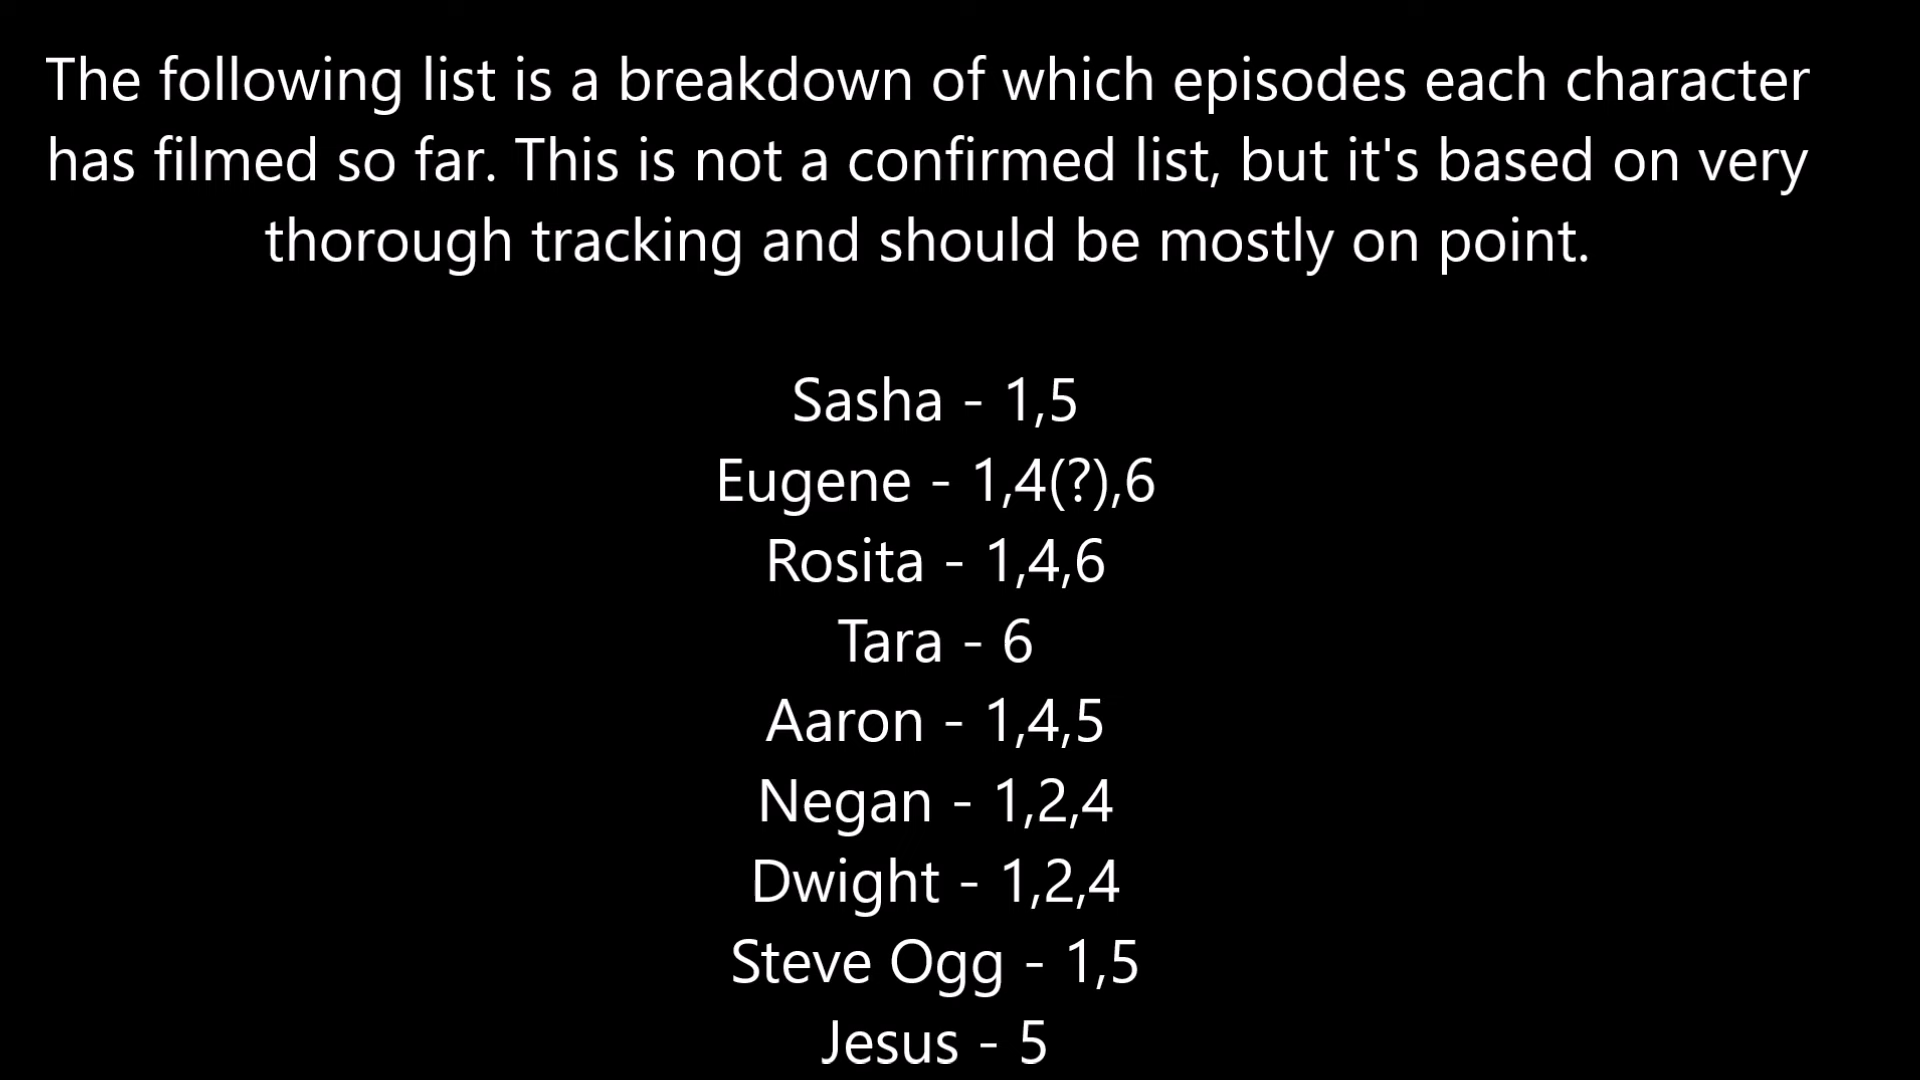 The following list is a breakdown of which episodes each character
has filmed so far. This is not a confirmed list, but it's based on very
thorough tracking and should be mostly on point.
Sasha - 1,5
Eugene - 1,4(?),6
Rosita - 1,4,6
Tara - 6
Aaron - 1,4,5
Negan - 1,2,4
Dwight - 1,2,4
Steve Ogg - 1,5
Jesus - 5